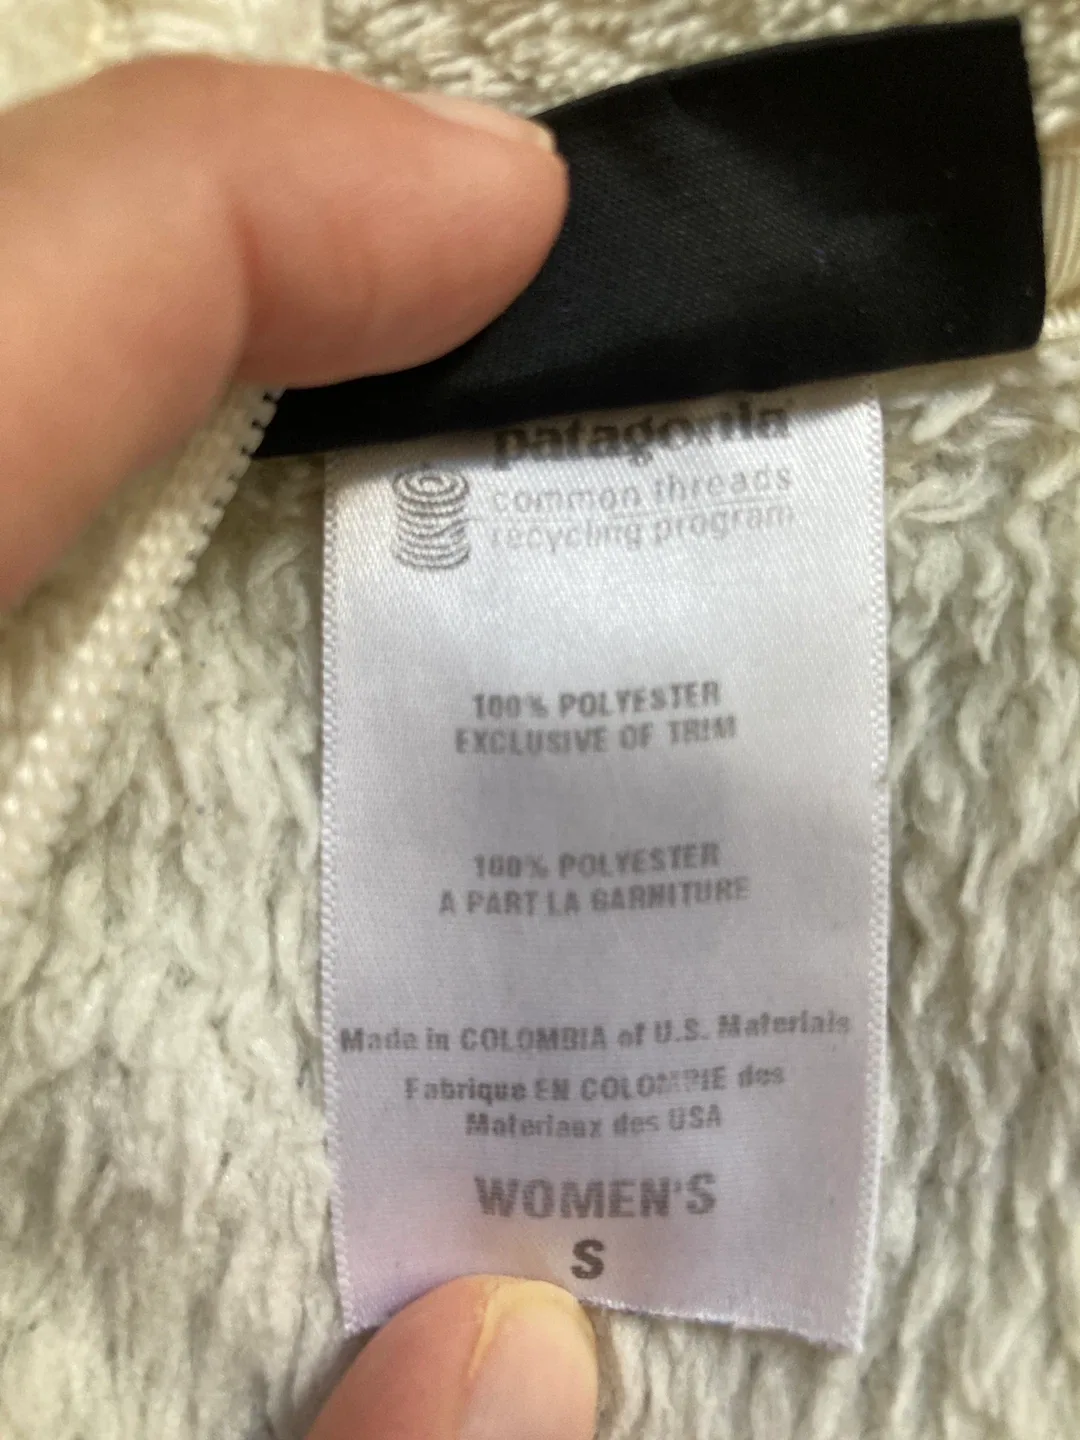 patagonia
common threads
recycling program
100% POLYESTER
EXCLUSIVE OF TRIM
100% POLYESTER
A PART LA GARNITURE
Made in COLOMBIA of U.S. Materials
Fabrique EN COLOMBIE des
Materiaux des USA
WOMEN'S
S